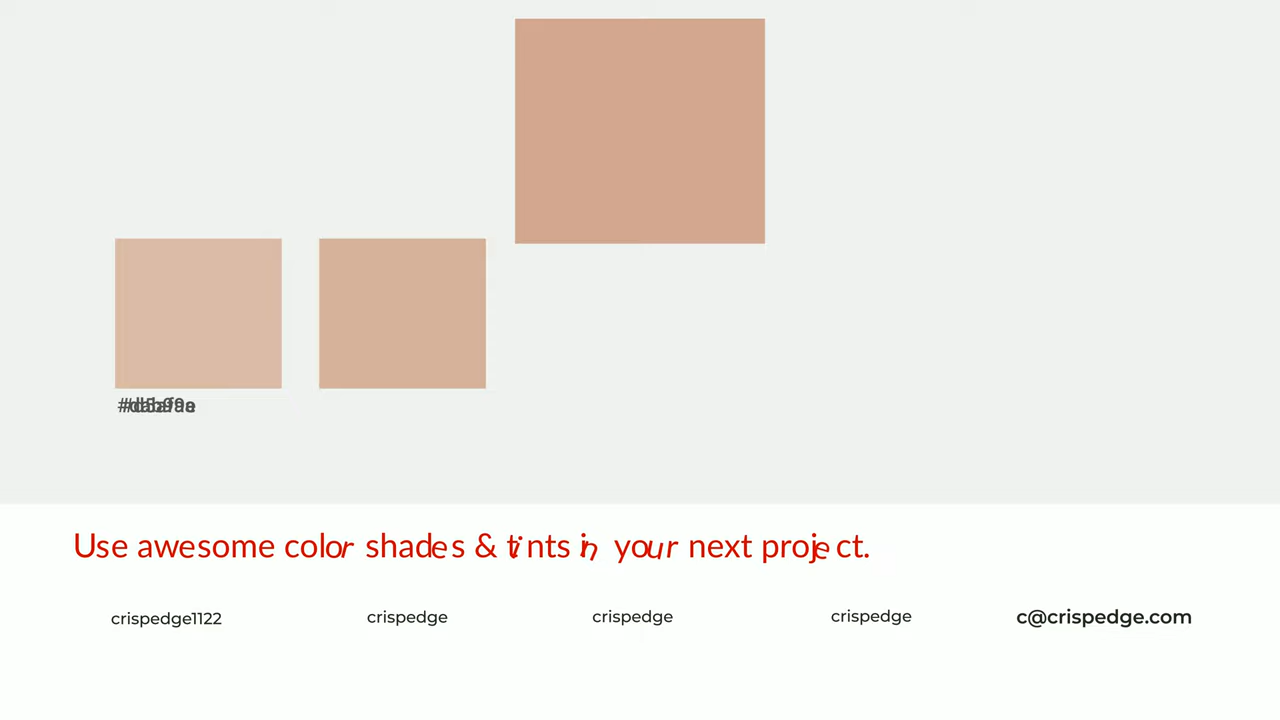 Use awesome color shades & tints in your next project.
crispedge1122 crispedge crispedge crispedge c@crispedge.com